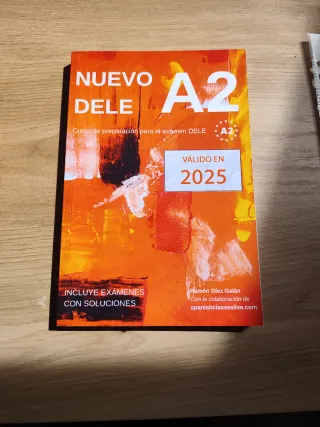 NUEVO
DELE
A2
Curso de preparación para el examen DELE
A2
VÁLIDO EN
2025
INCLUYE EXÁMENES
CON SOLUCIONES
Ramón Díez Galán
Con la colaboración de
spanishclasseslive.com